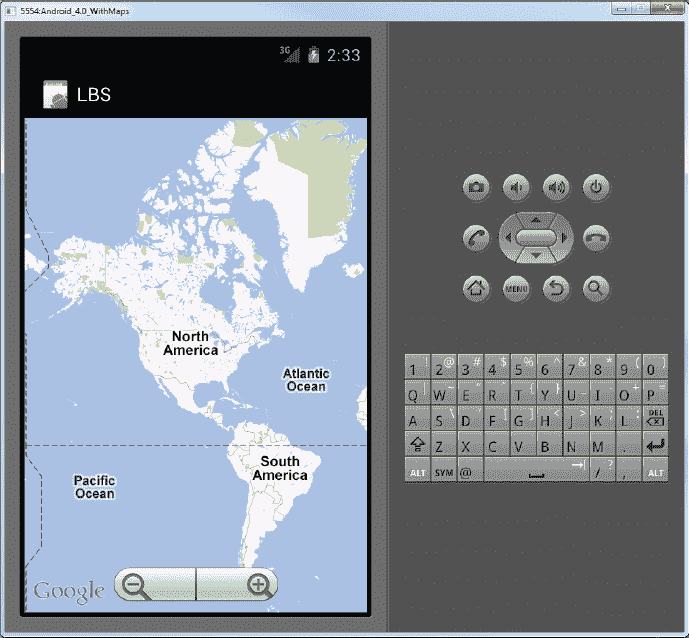 5554:Android_4.0_WithMaps
3G 2:33
LBS
North
America
Atlantic
Ocean
South
America
Pacific
Ocean
Google
MENU
1 ! 2 @ 3 # 4 $ 5 % 6 ^ 7 & 8 * 9 ( 0 )
Q W ~ E " R ` T { Y } U _ I - O + P =
A S \ D ' F [ G ] H < J > K ; L : DEL
Z X C V B N M .
ALT SYM @ / ? , ALT